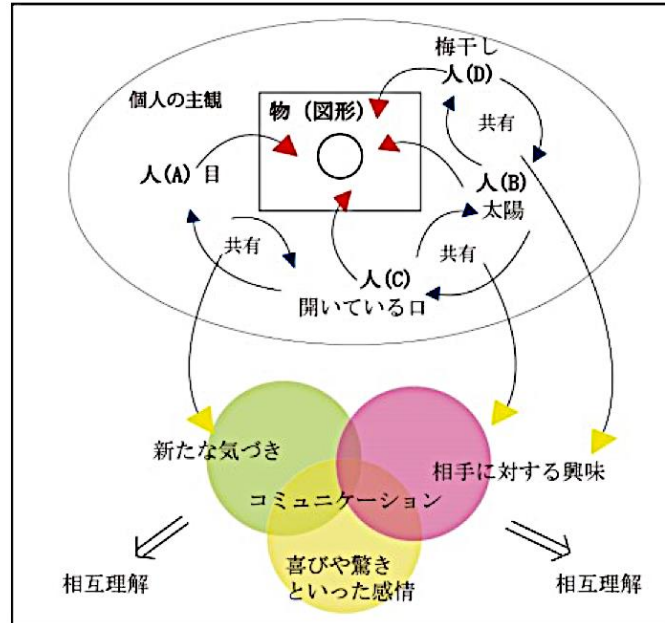 梅干し
人(D)
個人の主観
物（図形）
共有
人(A) 目
人(B)
太陽
共有
共有
人(C)
開いている口
新たな気づき
相手に対する興味
コミュニケーション
喜びや驚き
といった感情
相互理解
相互理解